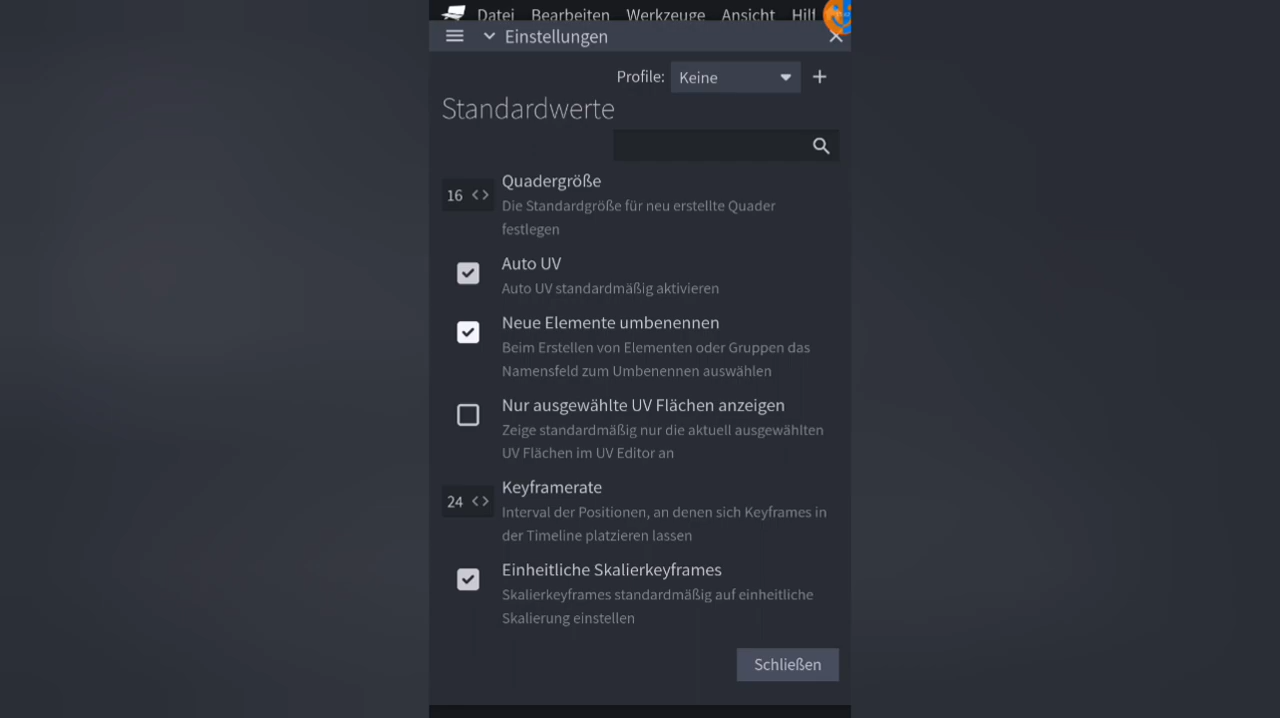 Datei Bearbeiten Werkzeuge Ansicht Hilf
Einstellungen
Profile: Keine
Standardwerte
16 Quadergröße
Die Standardgröße für neu erstellte Quader
festlegen
Auto UV
Auto UV standardmäßig aktivieren
Neue Elemente umbenennen
Beim Erstellen von Elementen oder Gruppen das
Namensfeld zum Umbenennen auswählen
Nur ausgewählte UV Flächen anzeigen
Zeige standardmäßig nur die aktuell ausgewählten
UV Flächen im UV Editor an
24 Keyframerate
Interval der Positionen, an denen sich Keyframes in
der Timeline platzieren lassen
Einheitliche Skalierkeyframes
Skalierkeyframes standardmäßig auf einheitliche
Skalierung einstellen
Schließen